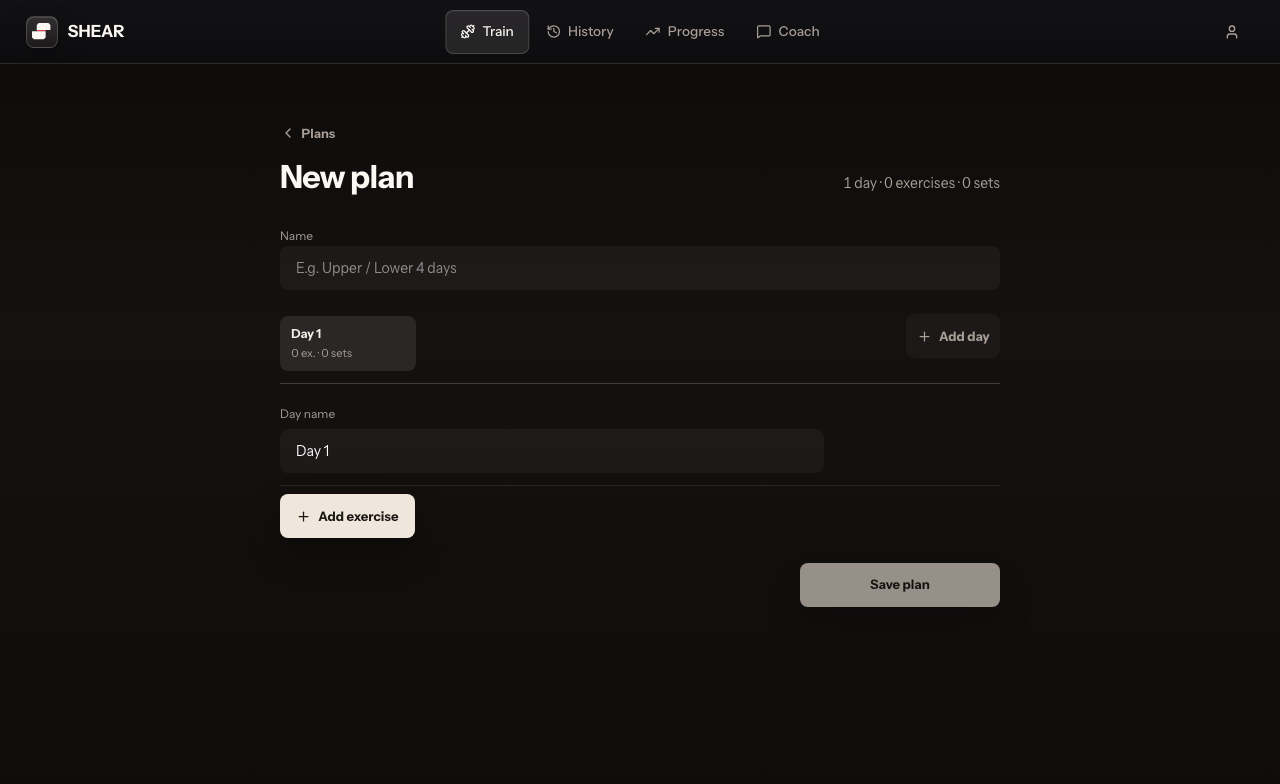 SHEAR
Train
History
Progress
Coach
Plans
New plan
1 day · 0 exercises · 0 sets
Name
E.g. Upper / Lower 4 days
Day 1
0 ex. · 0 sets
Add day
Day name
Day 1
Add exercise
Save plan